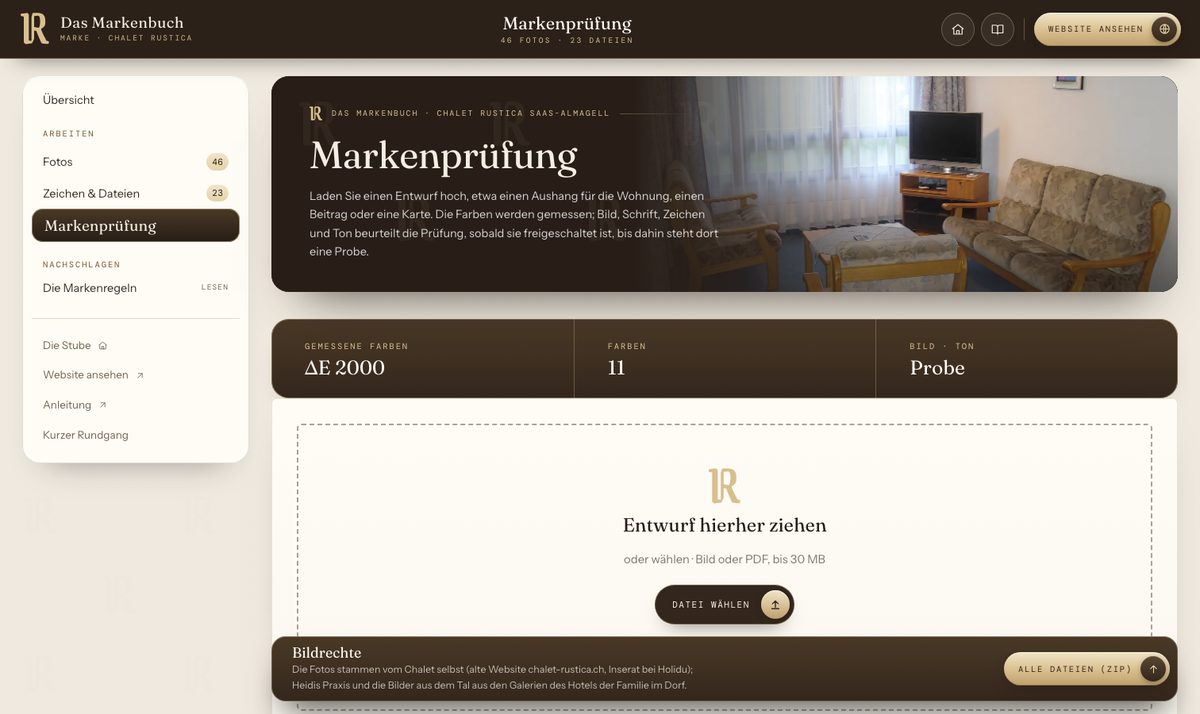 Das Markenbuch
MARKE · CHALET RUSTICA
Markenprüfung
46 FOTOS · 23 DATEIEN
WEBSITE ANSEHEN
Übersicht
ARBEITEN
Fotos
46
Zeichen & Dateien
23
Markenprüfung
NACHSCHLAGEN
Die Markenregeln
LESEN
Die Stube
Website ansehen
Anleitung
Kurzer Rundgang
DAS MARKENBUCH · CHALET RUSTICA SAAS-ALMAGELL
Markenprüfung
Laden Sie einen Entwurf hoch, etwa einen Aushang für die Wohnung, einen
Beitrag oder eine Karte. Die Farben werden gemessen; Bild, Schrift, Zeichen
und Ton beurteilt die Prüfung, sobald sie freigeschaltet ist, bis dahin steht dort
eine Probe.
GEMESSENE FARBEN
ΔE 2000
FARBEN
11
BILD · TON
Probe
Entwurf hierher ziehen
oder wählen · Bild oder PDF, bis 30 MB
DATEI WÄHLEN
Bildrechte
Die Fotos stammen vom Chalet selbst (alte Website chalet-rustica.ch, Inserat bei Holidu);
Heidis Praxis und die Bilder aus dem Tal aus den Galerien des Hotels der Familie im Dorf.
ALLE DATEIEN (ZIP)